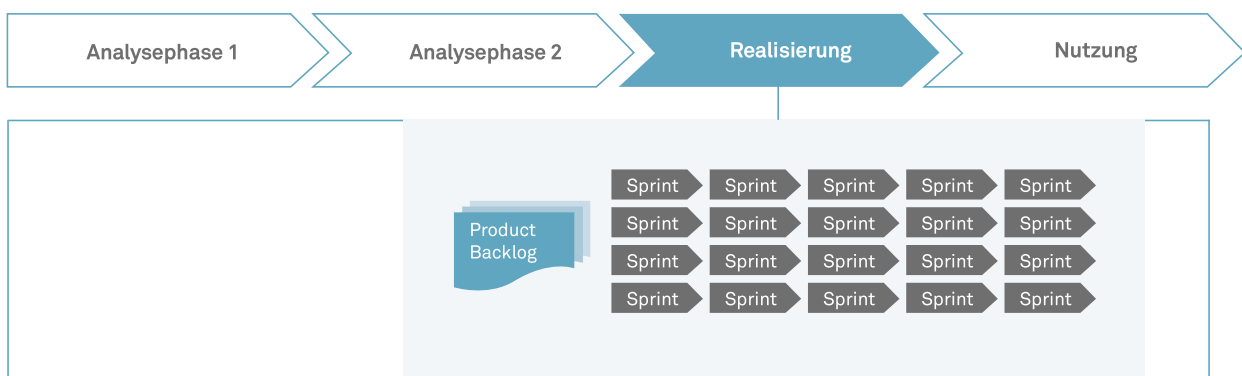 Analysephase 1 Analysephase 2 Realisierung Nutzung
Product
Backlog
Sprint Sprint Sprint Sprint Sprint
Sprint Sprint Sprint Sprint Sprint
Sprint Sprint Sprint Sprint Sprint
Sprint Sprint Sprint Sprint Sprint